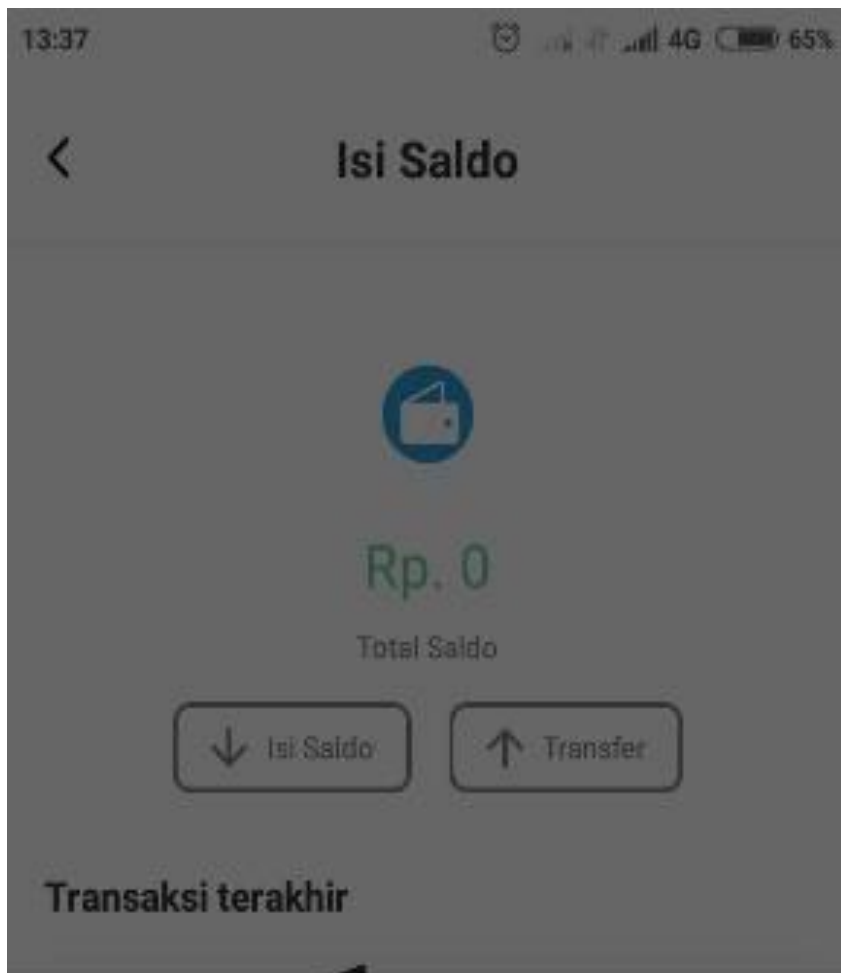 13:37 4G 65%
Isi Saldo
Rp. 0
Total Saldo
Isi Saldo Transfer
Transaksi terakhir